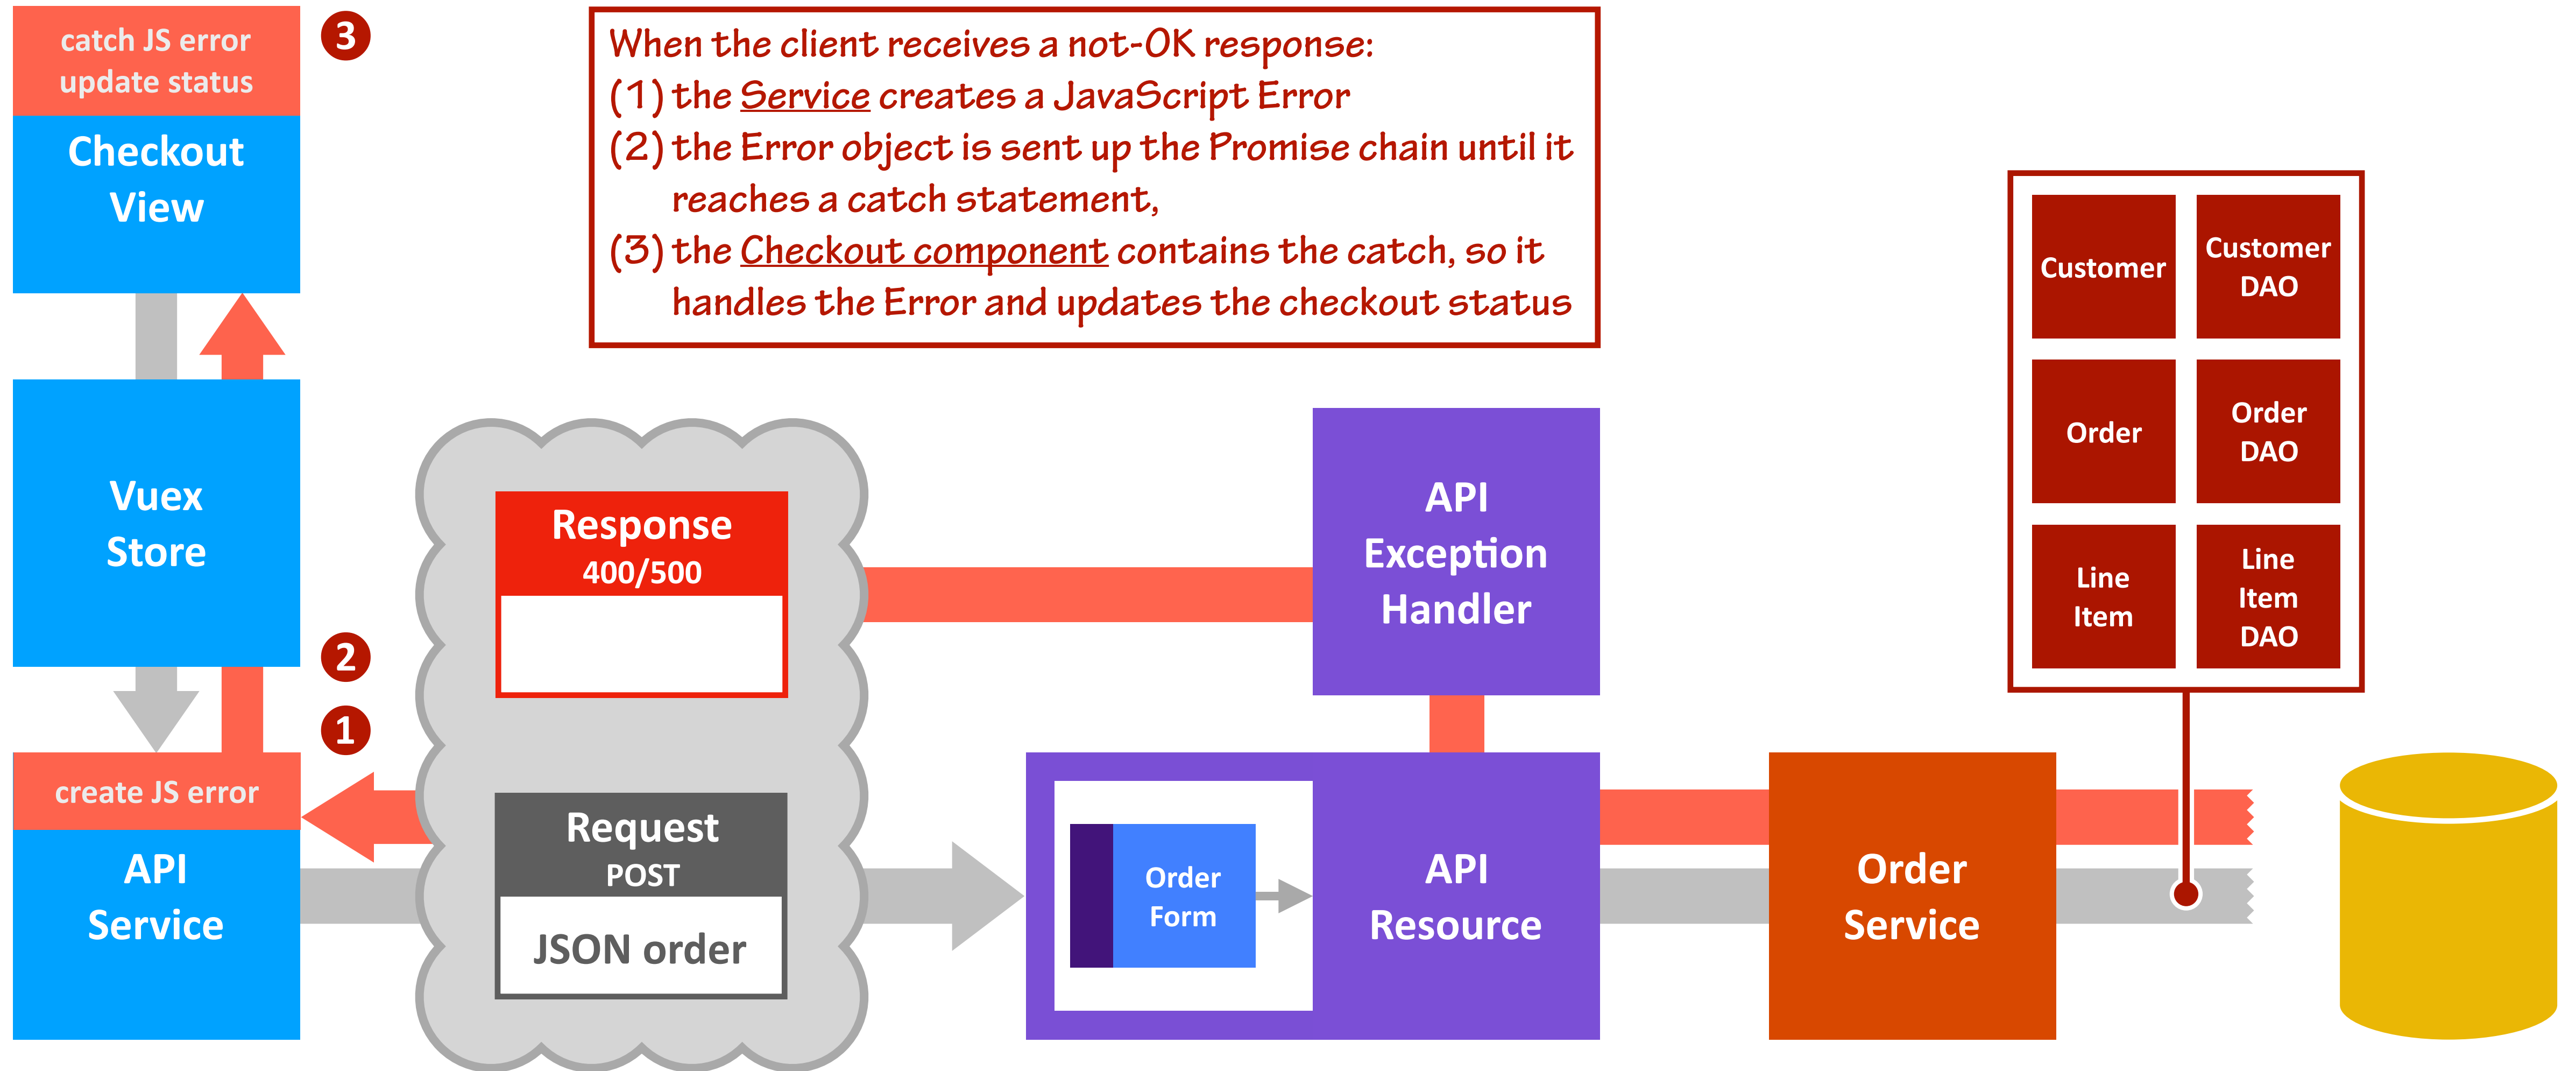 catch JS error
update status
3
Checkout
View
When the client receives a not-OK response:
(1) the Service creates a JavaScript Error
(2) the Error object is sent up the Promise chain until it
reaches a catch statement,
(3) the Checkout component contains the catch, so it
handles the Error and updates the checkout status
Customer
Customer
DAO
Order
Order
DAO
Line
Item
Line
Item
DAO
Vuex
Store
2
1
Response
400/500
API
Exception
Handler
create JS error
API
Service
Request
POST
JSON order
Order
Form
API
Resource
Order
Service